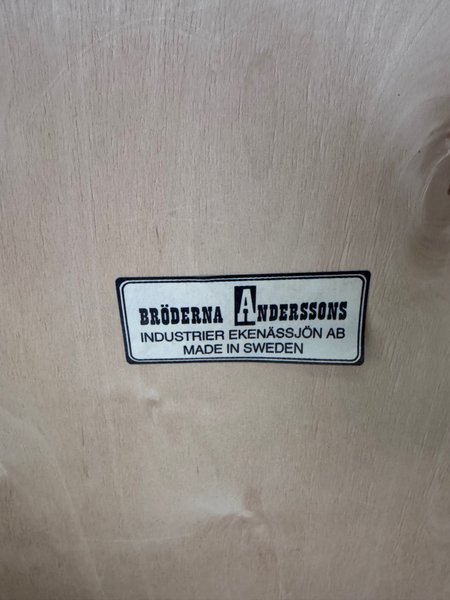 BRÖDERNA ANDERSSONS
INDUSTRIER EKENÄSSJÖN AB
MADE IN SWEDEN